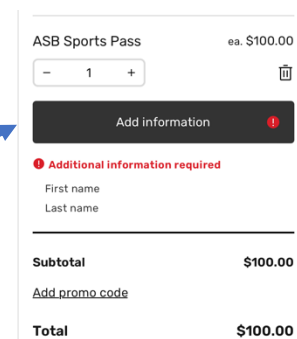 ASB Sports Pass ea. $100.00
− 1 +
Add information !
! Additional information required
First name
Last name
Subtotal $100.00
Add promo code
Total $100.00